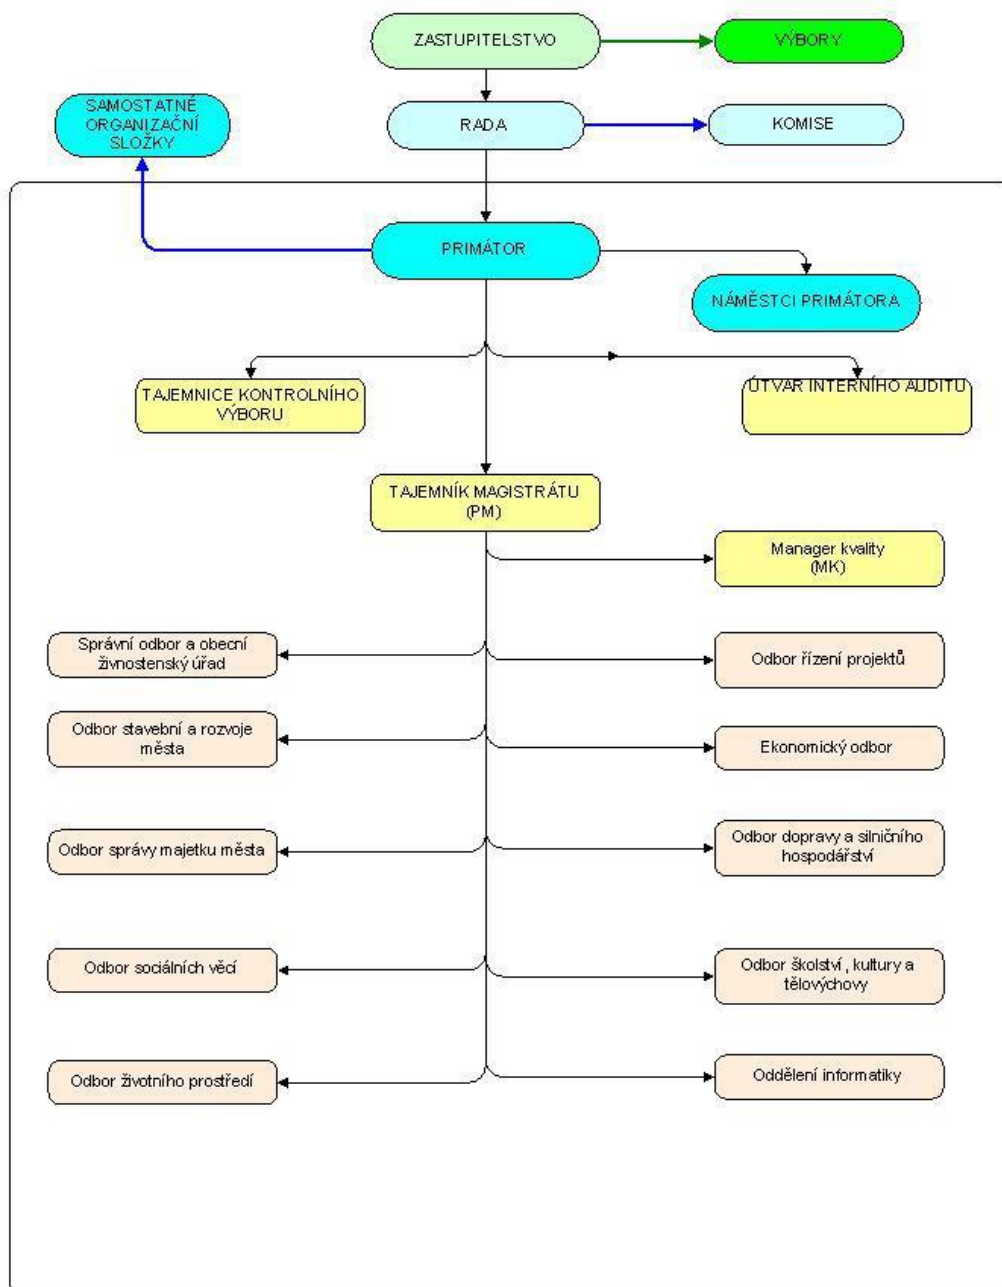 ZASTUPITELSTVO
VÝBORY
SAMOSTATNÉ
ORGANIZAČNÍ
SLOŽKY
RADA
KOMISE
PRIMÁTOR
NÁMĚSTCI PRIMÁTORA
TAJEMNICE KONTROLNÍHO
VÝBORU
ÚTVAR INTERNÍHO AUDITU
TAJEMNÍK MAGISTRÁTU
(PM)
Manager kvality
(MK)
Správní odbor a obecní
živnostenský úřad
Odbor řízení projektů
Odbor stavební a rozvoje
města
Ekonomický odbor
Odbor správy majetku města
Odbor dopravy a silničního
hospodářství
Odbor sociálních věcí
Odbor školství , kultury a
tělovýchovy
Odbor životního prostředí
Oddělení informatiky